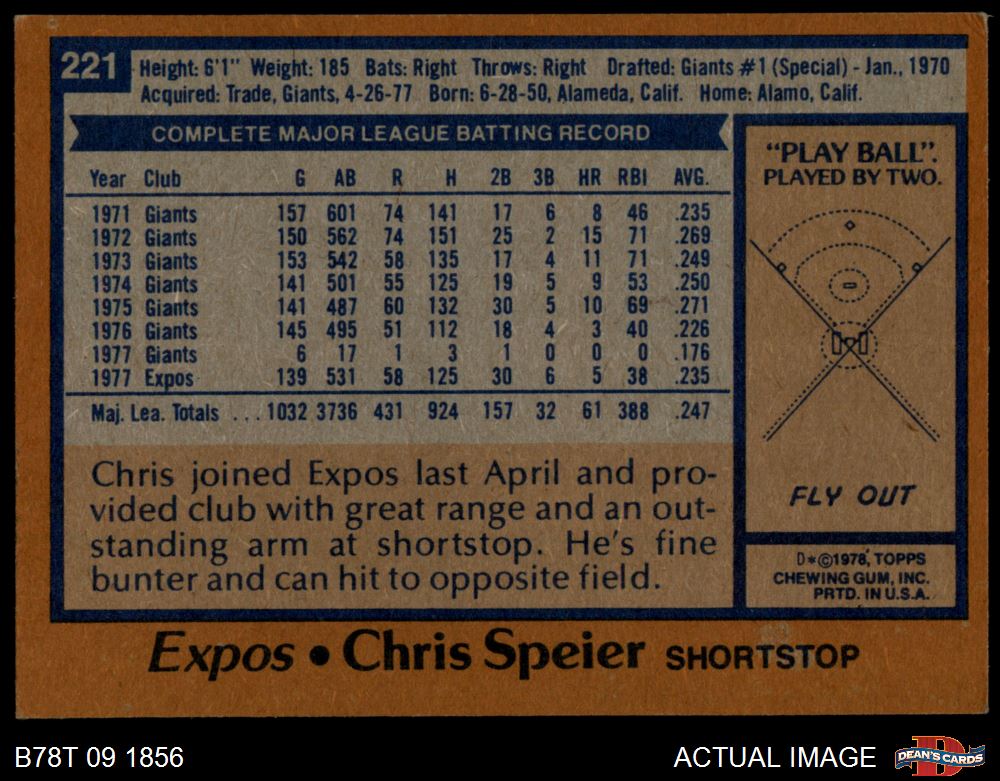 221
Height: 6'1" Weight: 185 Bats: Right Throws: Right Drafted: Giants #1 (Special) - Jan., 1970
Acquired: Trade, Giants, 4-26-77 Born: 6-28-50, Alameda, Calif. Home: Alamo, Calif.
COMPLETE MAJOR LEAGUE BATTING RECORD
Year Club G AB R H 2B 3B HR RBI AVG.
1971 Giants 157 601 74 141 17 6 8 46 .235
1972 Giants 150 562 74 151 25 2 15 71 .269
1973 Giants 153 542 58 135 17 4 11 71 .249
1974 Giants 141 501 55 125 19 5 9 53 .250
1975 Giants 141 487 60 132 30 5 10 69 .271
1976 Giants 145 495 51 112 18 4 3 40 .226
1977 Giants 6 17 1 3 1 0 0 0 .176
1977 Expos 139 531 58 125 30 6 5 38 .235
Maj. Lea. Totals ... 1032 3736 431 924 157 32 61 388 .247
Chris joined Expos last April and pro-
vided club with great range and an out-
standing arm at shortstop. He's fine
bunter and can hit to opposite field.
"PLAY BALL".
PLAYED BY TWO.
FLY OUT
D*©1978, TOPPS
CHEWING GUM, INC.
PRTD. IN U.S.A.
Expos • Chris Speier SHORTSTOP
B78T 09 1856
ACTUAL IMAGE
D
DEAN'S CARDS